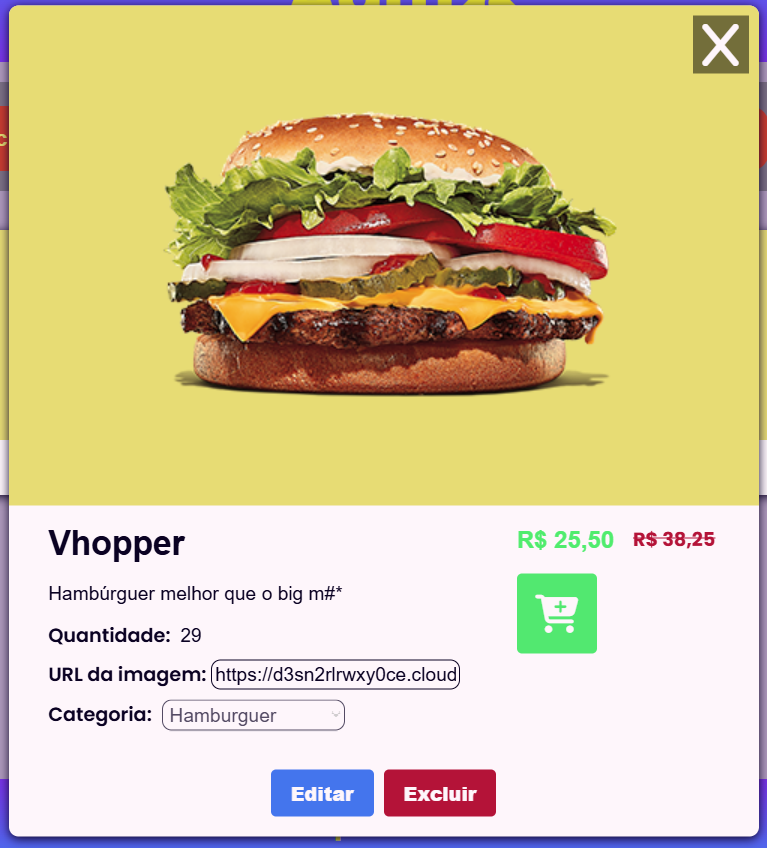 X
Vhopper
R$ 25,50 R$ 38,25
Hambúrguer melhor que o big m#*
Quantidade: 29
URL da imagem: https://d3sn2rlrwxy0ce.cloud
Categoria: Hamburguer
Editar Excluir